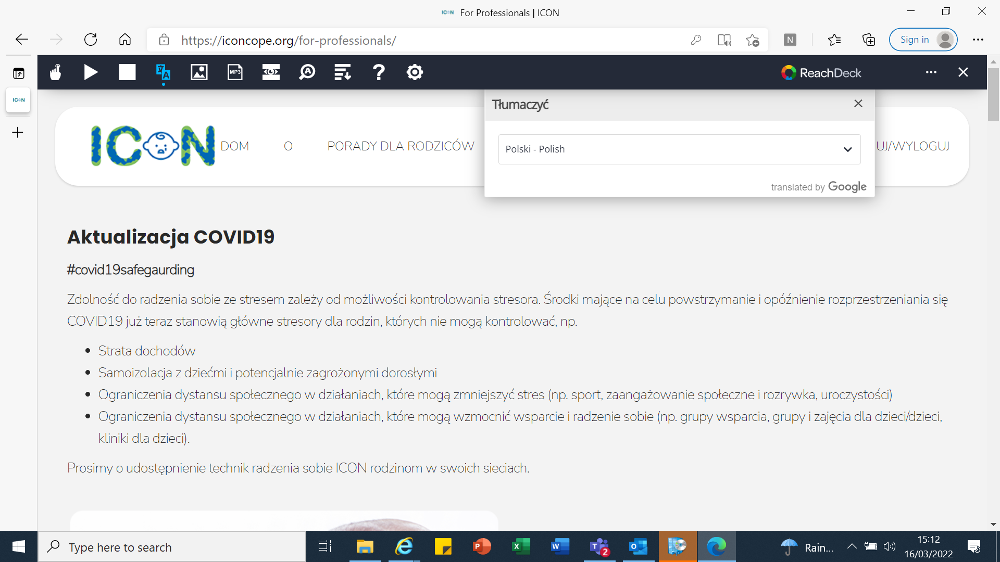 ICON For Professionals | ICON
https://iconcope.org/for-professionals/
N
Sign in
MP3
A
?
ReachDeck
ICON
Tłumaczyć
ICON
DOM
O
PORADY DLA RODZICÓW
UJ/WYLOGUJ
Polski - Polish
translated by Google
Aktualizacja COVID19
#covid19safegaurding
Zdolność do radzenia sobie ze stresem zależy od możliwości kontrolowania stresora. Środki mające na celu powstrzymanie i opóźnienie rozprzestrzeniania się
COVID19 już teraz stanowią główne stresory dla rodzin, których nie mogą kontrolować, np.
Strata dochodów
Samoizolacja z dziećmi i potencjalnie zagrożonymi dorosłymi
Ograniczenia dystansu społecznego w działaniach, które mogą zmniejszyć stres (np. sport, zaangażowanie społeczne i rozrywka, uroczystości)
Ograniczenia dystansu społecznego w działaniach, które mogą wzmocnić wsparcie i radzenie sobie (np. grupy wsparcia, grupy i zajęcia dla dzieci/dzieci,
kliniki dla dzieci).
Prosimy o udostępnienie technik radzenia sobie ICON rodzinom w swoich sieciach.
Type here to search
Rain...
15:12
16/03/2022